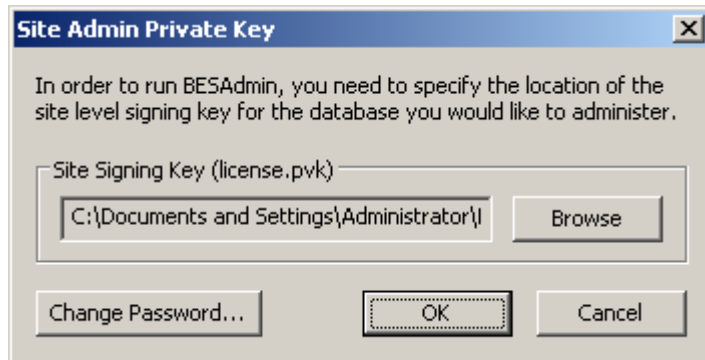 Site Admin Private Key
In order to run BESAdmin, you need to specify the location of the
site level signing key for the database you would like to administer.
Site Signing Key (license.pvk)
C:\Documents and Settings\Administrator\
Browse
Change Password...
OK
Cancel